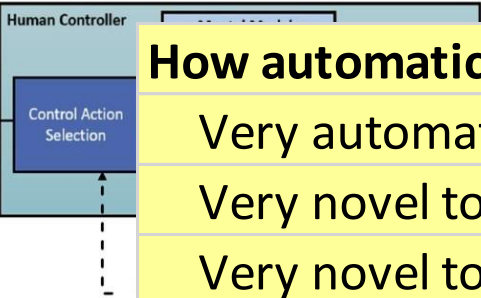 Human Controller
Control Action
Selection
How automatic
Very automat
Very novel to
Very novel to